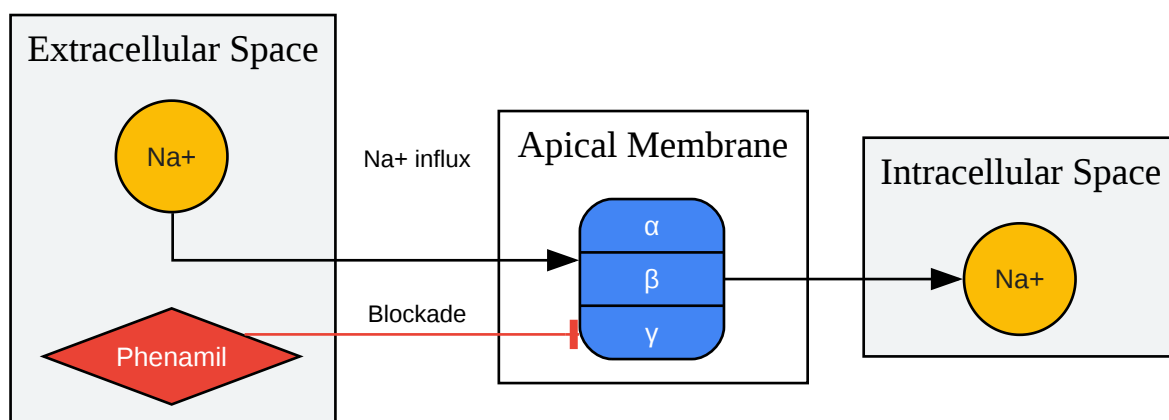 Extracellular Space
Na+
Na+ influx
Apical Membrane
α
β
γ
Intracellular Space
Na+
Blockade
Phenamil